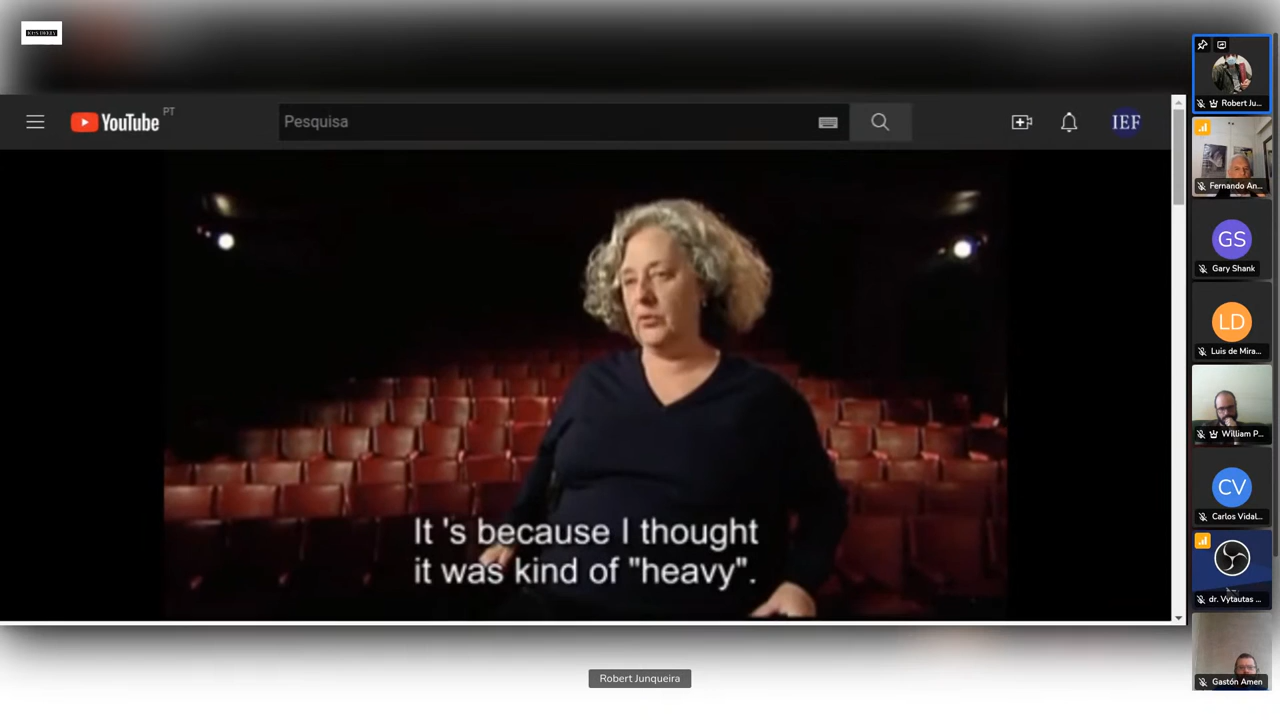 YouTube PT
Pesquisa
IEF
It 's because I thought
it was kind of "heavy".
Robert Junqueira
Robert Ju...
Fernando An...
GS
Gary Shank
LD
Luis de Mira...
William P...
CV
Carlos Vidal...
dr. Vytautas ...
Gastón Amen